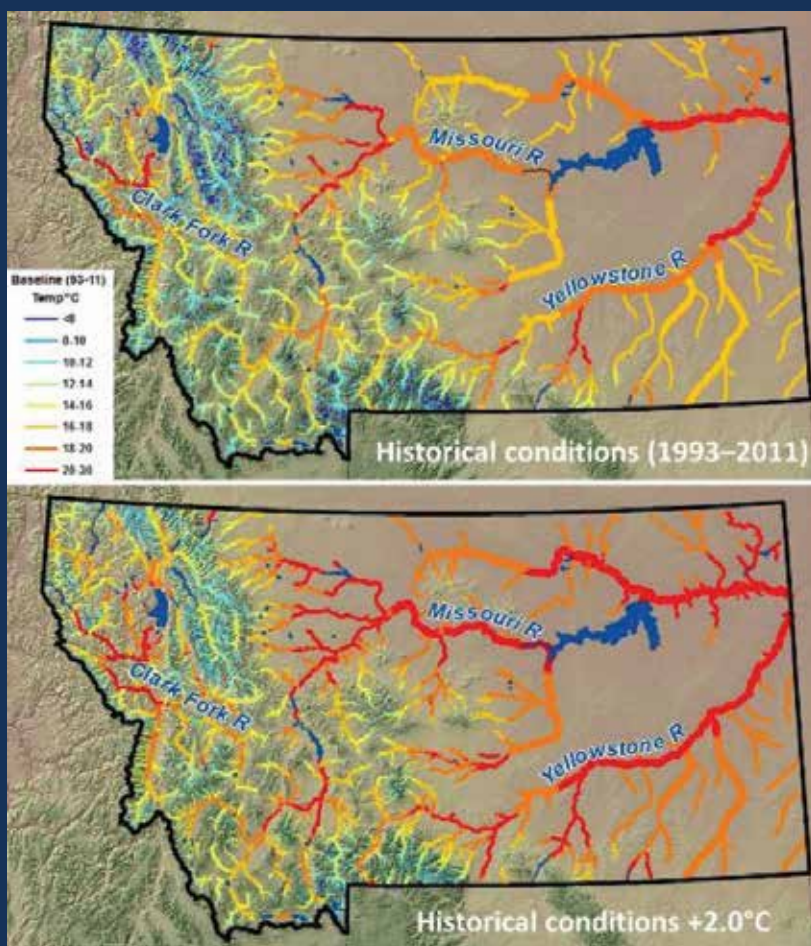 Missouri R
Clark Fork R
Yellowstone R
Baseline (93-11)
Temp°C
<8
8-10
10-12
12-14
14-16
16-18
18-20
20-30
Historical conditions (1993–2011)
Missouri R
Clark Fork R
Yellowstone R
Historical conditions +2.0°C